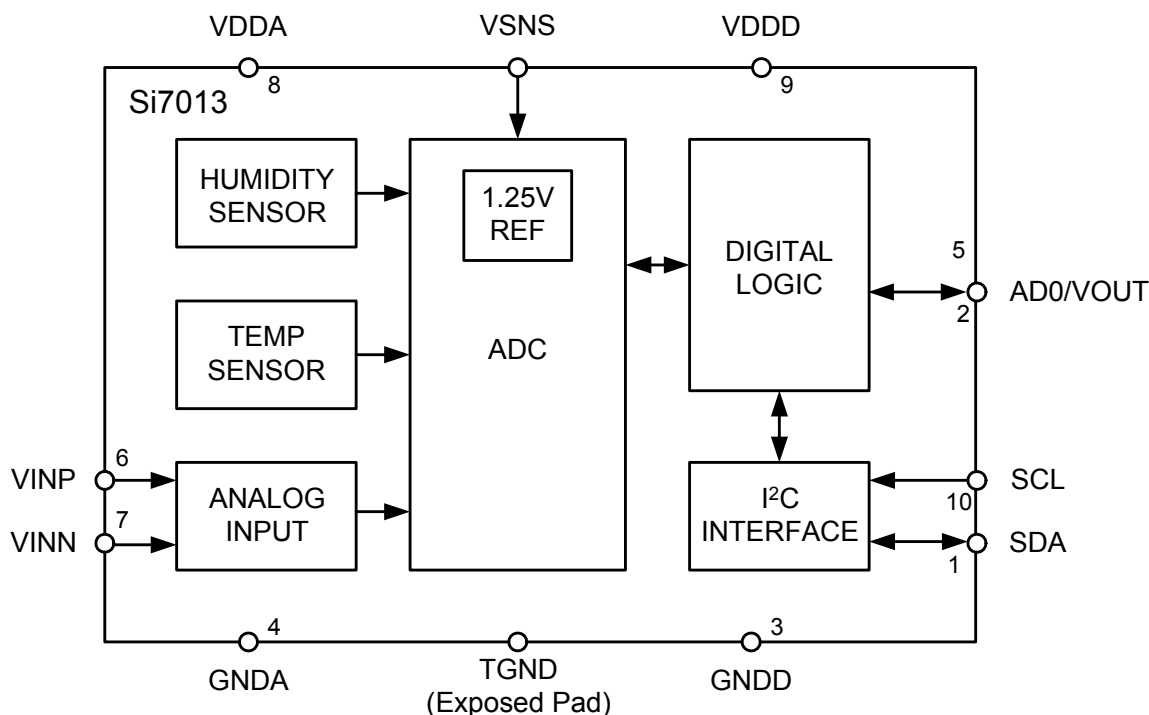 VDDA
VSNS
VDDD
8
9
Si7013
HUMIDITY
SENSOR
1.25V
REF
DIGITAL
LOGIC
5
AD0/VOUT
2
TEMP
SENSOR
ADC
VINP
6
ANALOG
INPUT
VINN
7
I²C
INTERFACE
SCL
10
SDA
1
4
3
GNDA
TGND
(Exposed Pad)
GNDD